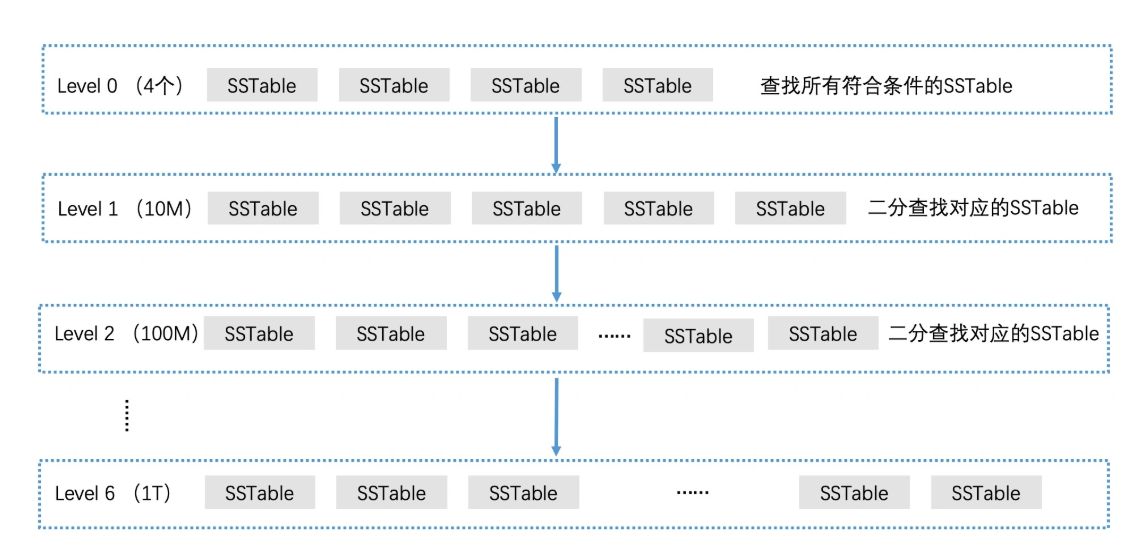 Level 0 （4个） SSTable SSTable SSTable SSTable 查找所有符合条件的SSTable
Level 1 （10M） SSTable SSTable SSTable SSTable SSTable 二分查找对应的SSTable
Level 2 （100M） SSTable SSTable SSTable …… SSTable SSTable 二分查找对应的SSTable
……
Level 6 （1T） SSTable SSTable SSTable …… SSTable SSTable